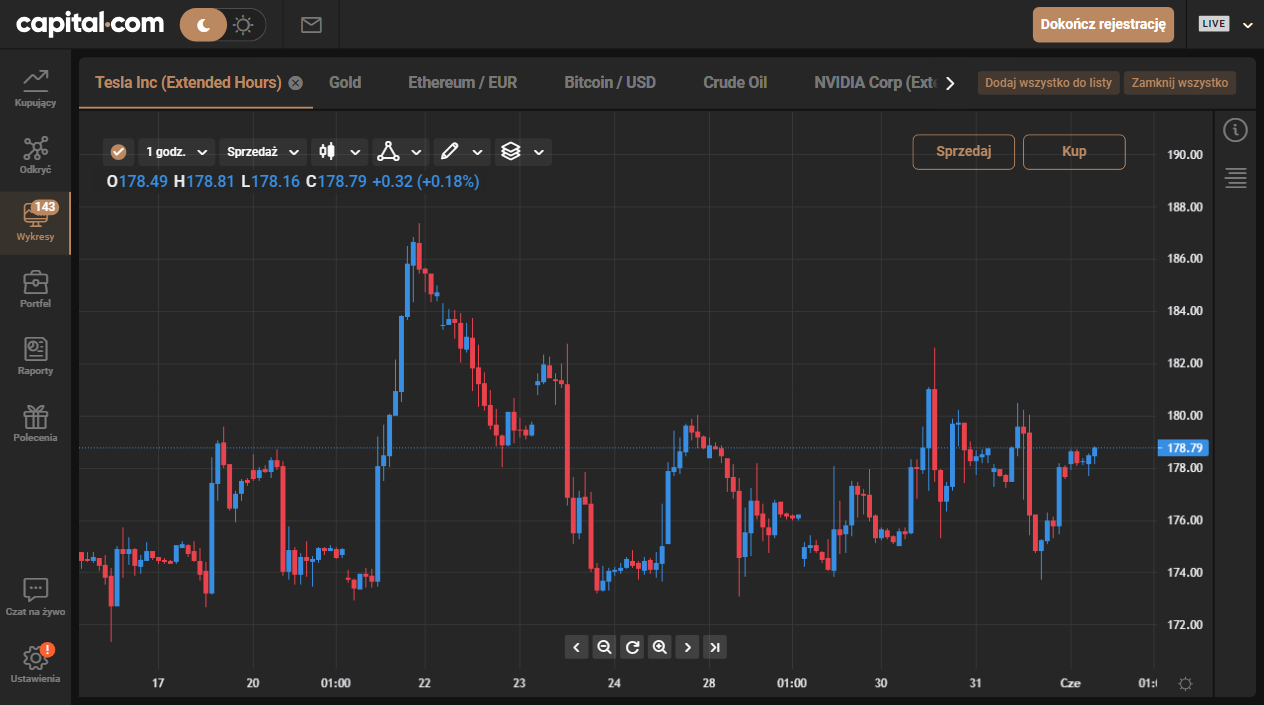 capital.com
Dokończ rejestrację
LIVE
Kupujący
Odkryć
143
Wykresy
Portfel
Raporty
Polecenia
Czat na żywo
!
Ustawienia
Tesla Inc (Extended Hours) Gold Ethereum / EUR Bitcoin / USD Crude Oil NVIDIA Corp (Exte
Dodaj wszystko do listy Zamknij wszystko
1 godz. Sprzedaż
Sprzedaj Kup
O178.49 H178.81 L178.16 C178.79 +0.32 (+0.18%)
190.00
188.00
186.00
184.00
182.00
180.00
178.79
178.00
176.00
174.00
172.00
17 20 01:00 22 23 24 28 01:00 30 31 Cze 01: